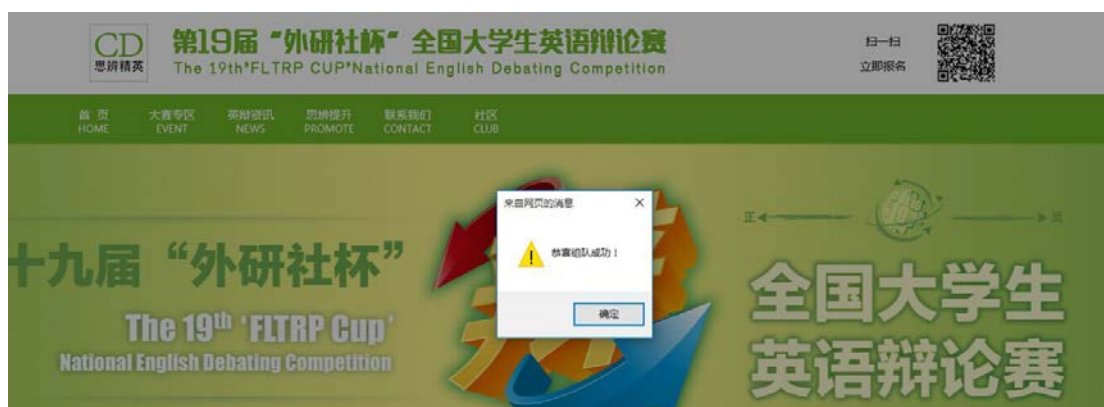 CD
思辨精英
第19届 "外研社杯" 全国大学生英语辩论赛
The 19th"FLTRP CUP"National English Debating Competition
扫一扫
立即报名
首 页 大赛专区 英辩资讯 思辨提升 联系我们 社区
HOME EVENT NEWS PROMOTE CONTACT CLUB
来自网页的消息
恭喜组队成功！
确定
十九届“外研社杯”
The 19th ‘FLTRP Cup’
National English Debating Competition
正
全国大学生
英语辩论赛